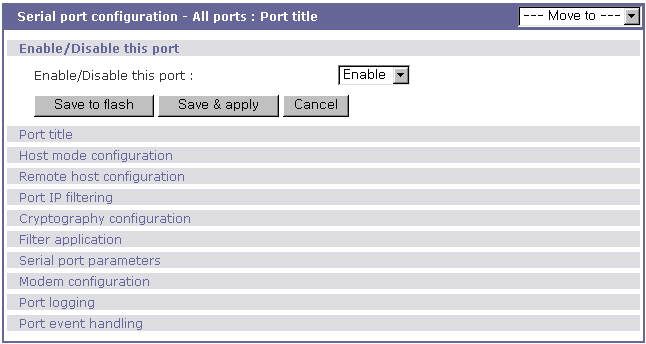 Serial port configuration - All ports : Port title --- Move to ---
Enable/Disable this port
Enable/Disable this port : Enable
Save to flash Save & apply Cancel
Port title
Host mode configuration
Remote host configuration
Port IP filtering
Cryptography configuration
Filter application
Serial port parameters
Modem configuration
Port logging
Port event handling